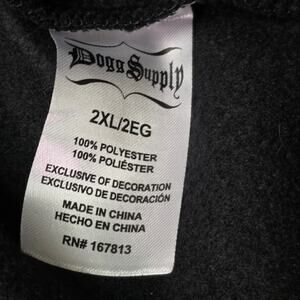 Dogg Supply
2XL/2EG
100% POLYESTER
100% POLIÉSTER
EXCLUSIVE OF DECORATION
EXCLUSIVO DE DECORACIÓN
MADE IN CHINA
HECHO EN CHINA
RN# 167813